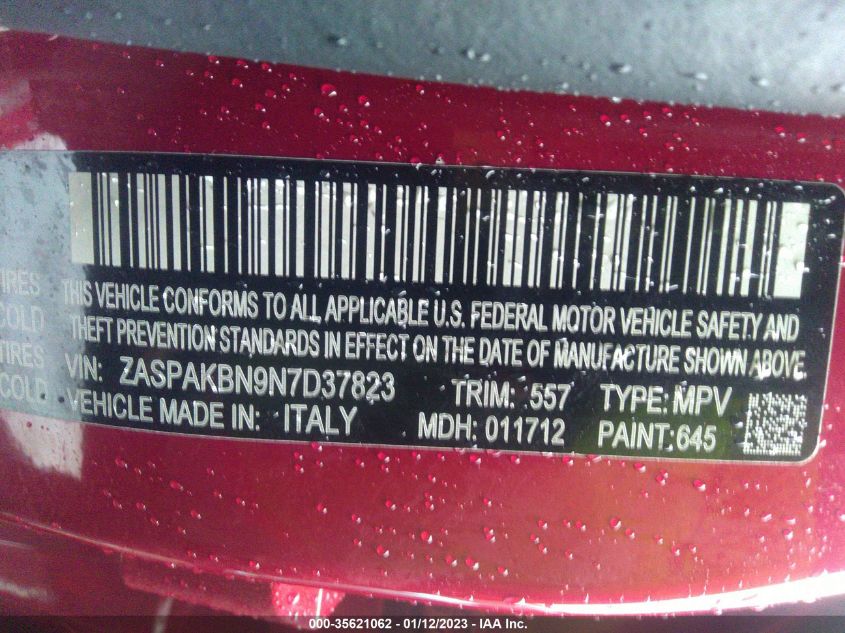 THIS VEHICLE CONFORMS TO ALL APPLICABLE U.S. FEDERAL MOTOR VEHICLE SAFETY AND
THEFT PREVENTION STANDARDS IN EFFECT ON THE DATE OF MANUFACTURE SHOWN ABOVE
VIN: ZASPAKBN9N7D37823 TRIM: 557 TYPE: MPV
VEHICLE MADE IN: ITALY MDH: 011712 PAINT: 645
TIRES
COLD
TIRES
COLD
000-35621062 - 01/12/2023 - IAA Inc.